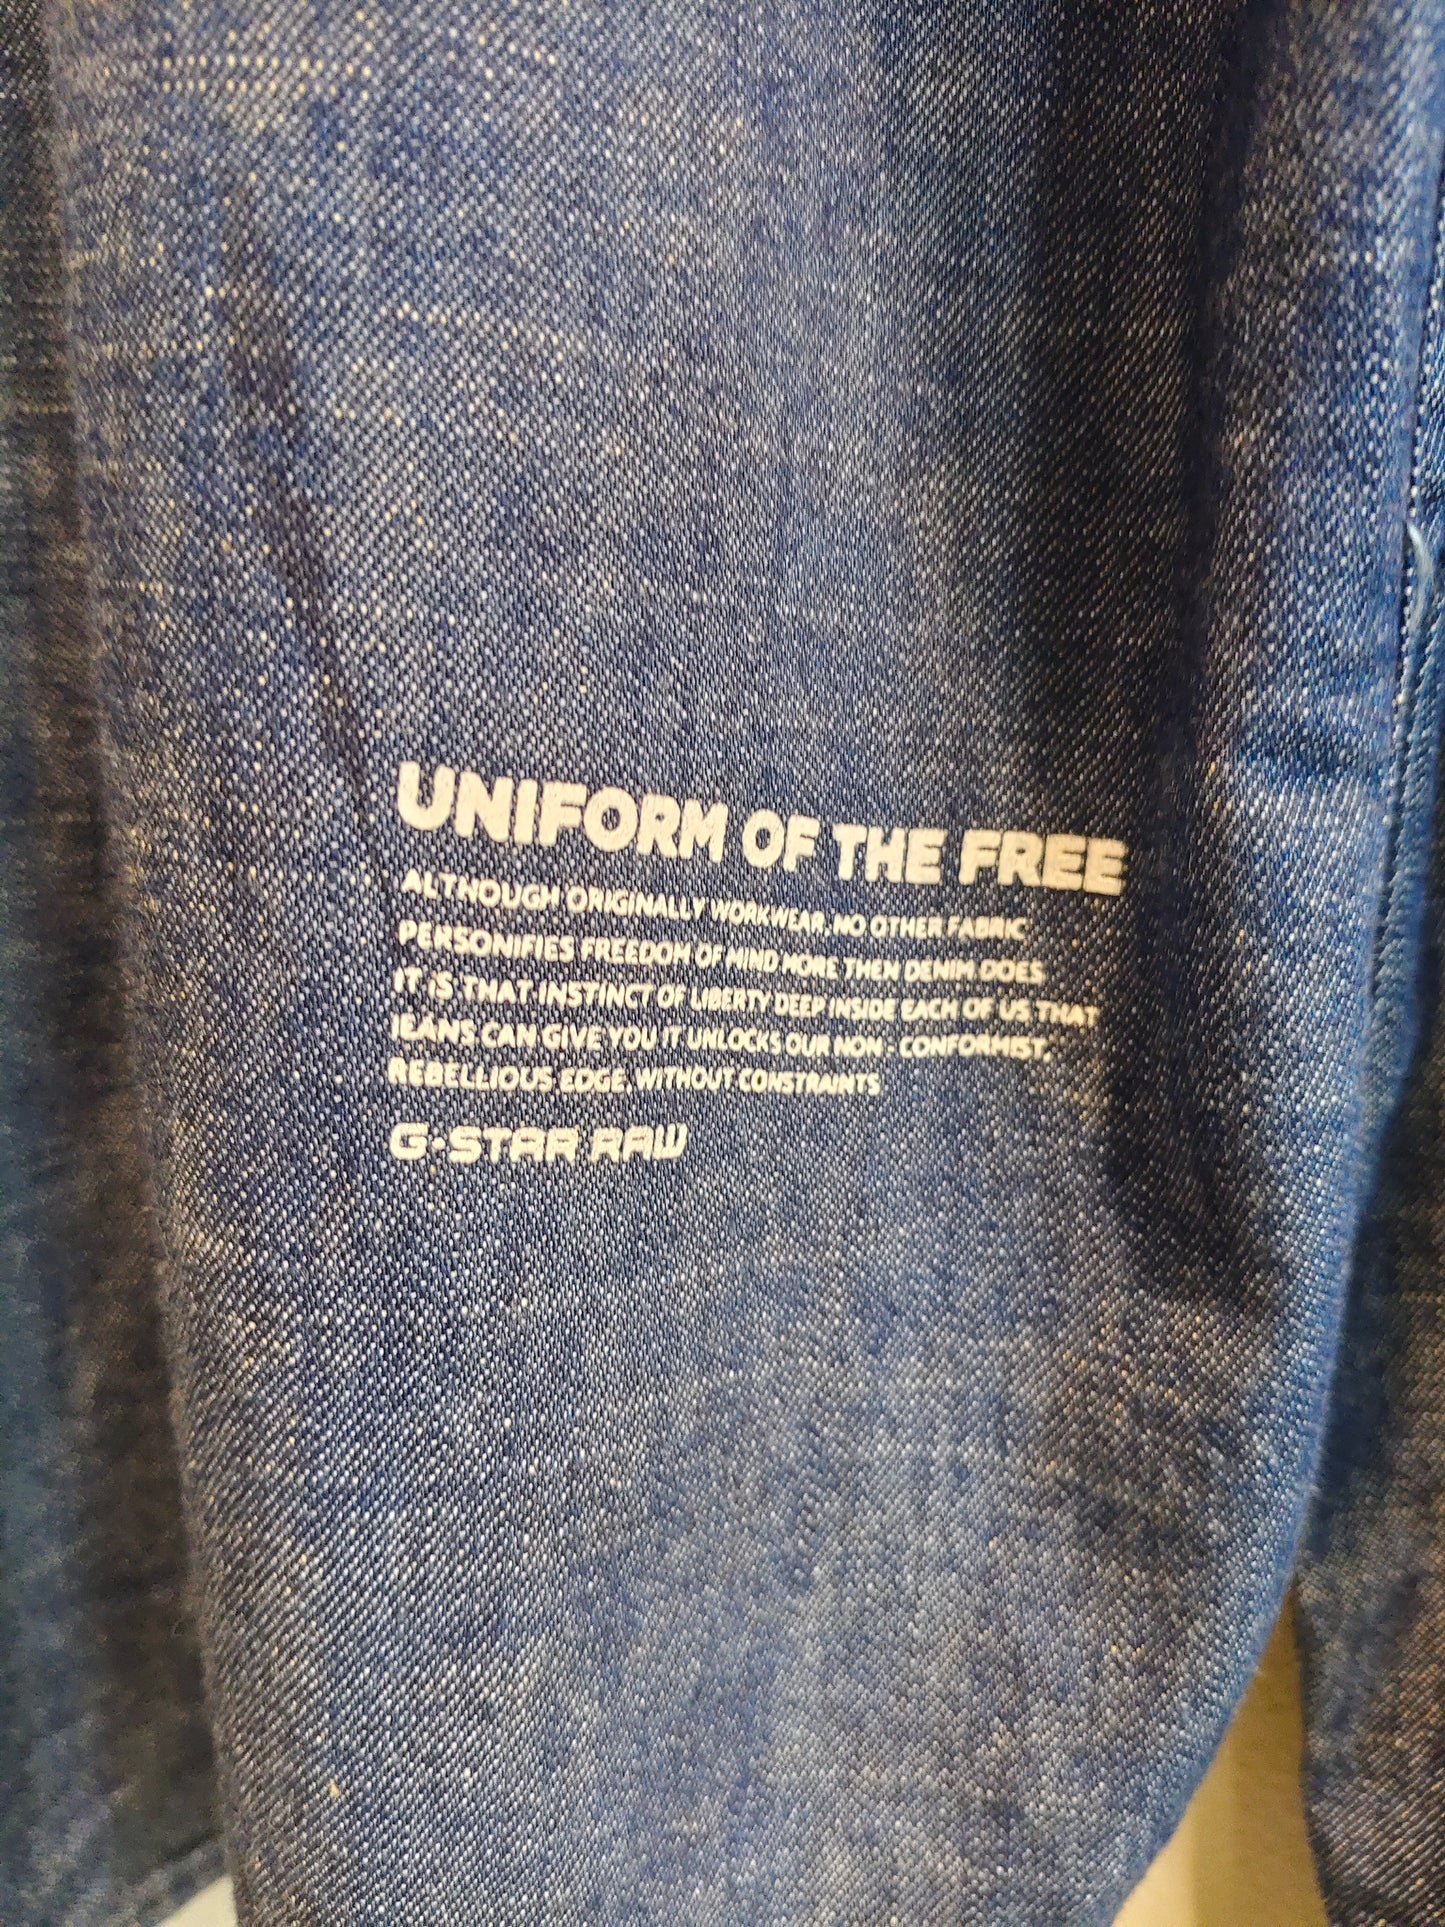 UNIFORM OF THE FREE
ALTHOUGH ORIGINALLY WORKWEAR, NO OTHER FABRIC
PERSONIFIES FREEDOM OF MIND MORE THEN DENIM DOES
IT IS THAT INSTINCT OF LIBERTY DEEP INSIDE EACH OF US THAT
JEANS CAN GIVE YOU IT UNLOCKS OUR NON - CONFORMIST,
REBELLIOUS EDGE, WITHOUT CONSTRAINTS
G-STAR RAW